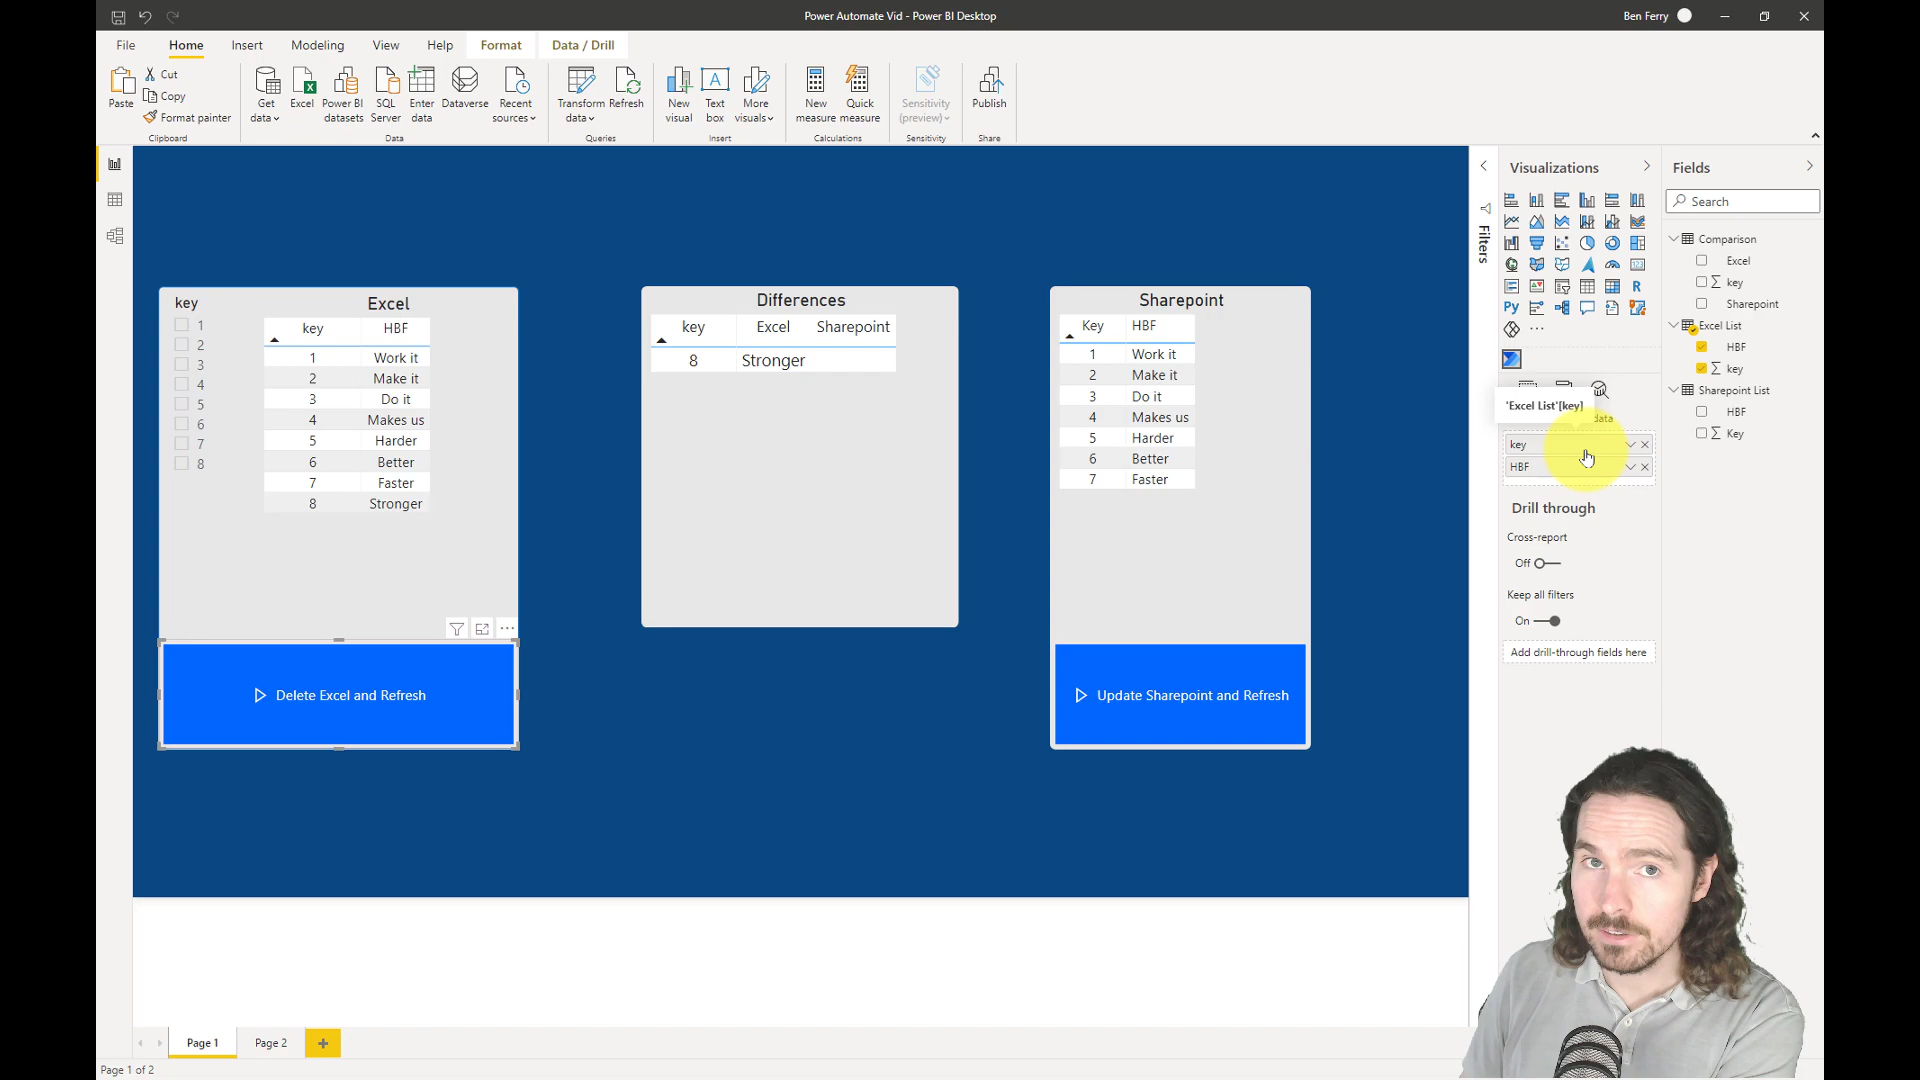 Power Automate Vid - Power BI Desktop
Ben Ferry
File Home Insert Modeling View Help Format Data / Drill
Paste
Cut
Copy
Format painter
Clipboard
Get data
Excel
Power BI datasets
SQL Server
Enter data
Dataverse
Recent sources
Data
Transform data
Refresh
Queries
New visual
Text box
More visuals
Insert
New measure
Quick measure
Calculations
Sensitivity (preview)
Sensitivity
Publish
Share
key
1
2
3
4
5
6
7
8
Excel
key HBF
1 Work it
2 Make it
3 Do it
4 Makes us
5 Harder
6 Better
7 Faster
8 Stronger
Delete Excel and Refresh
Differences
key Excel Sharepoint
8 Stronger
Sharepoint
Key HBF
1 Work it
2 Make it
3 Do it
4 Makes us
5 Harder
6 Better
7 Faster
Update Sharepoint and Refresh
Filters
Visualizations
R
Py
123
'Excel List'[key]
data
key
HBF
Drill through
Cross-report
Off
Keep all filters
On
Add drill-through fields here
Fields
Search
Comparison
Excel
∑ key
Sharepoint
Excel List
HBF
∑ key
Sharepoint List
HBF
∑ Key
Page 1
Page 2
+
Page 1 of 2